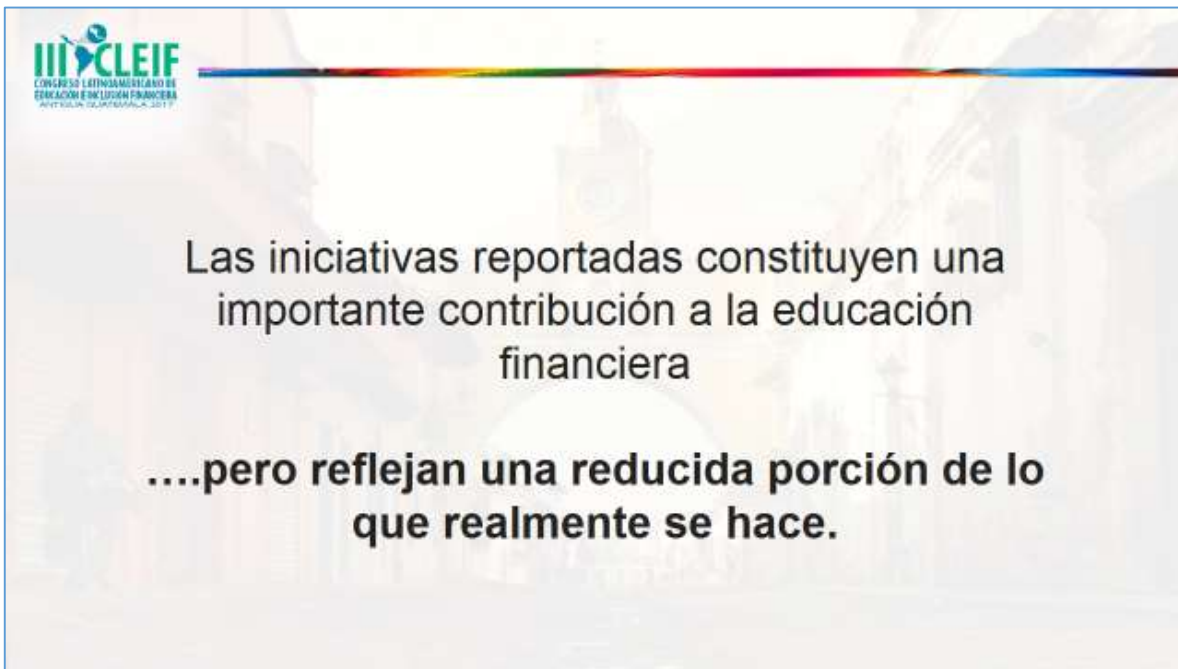 III CLEIF
CONGRESO LATINOAMERICANO DE
EDUCACIÓN E INCLUSIÓN FINANCIERA
ANTIGUA GUATEMALA 2017
Las iniciativas reportadas constituyen una
importante contribución a la educación
financiera
....pero reflejan una reducida porción de lo
que realmente se hace.